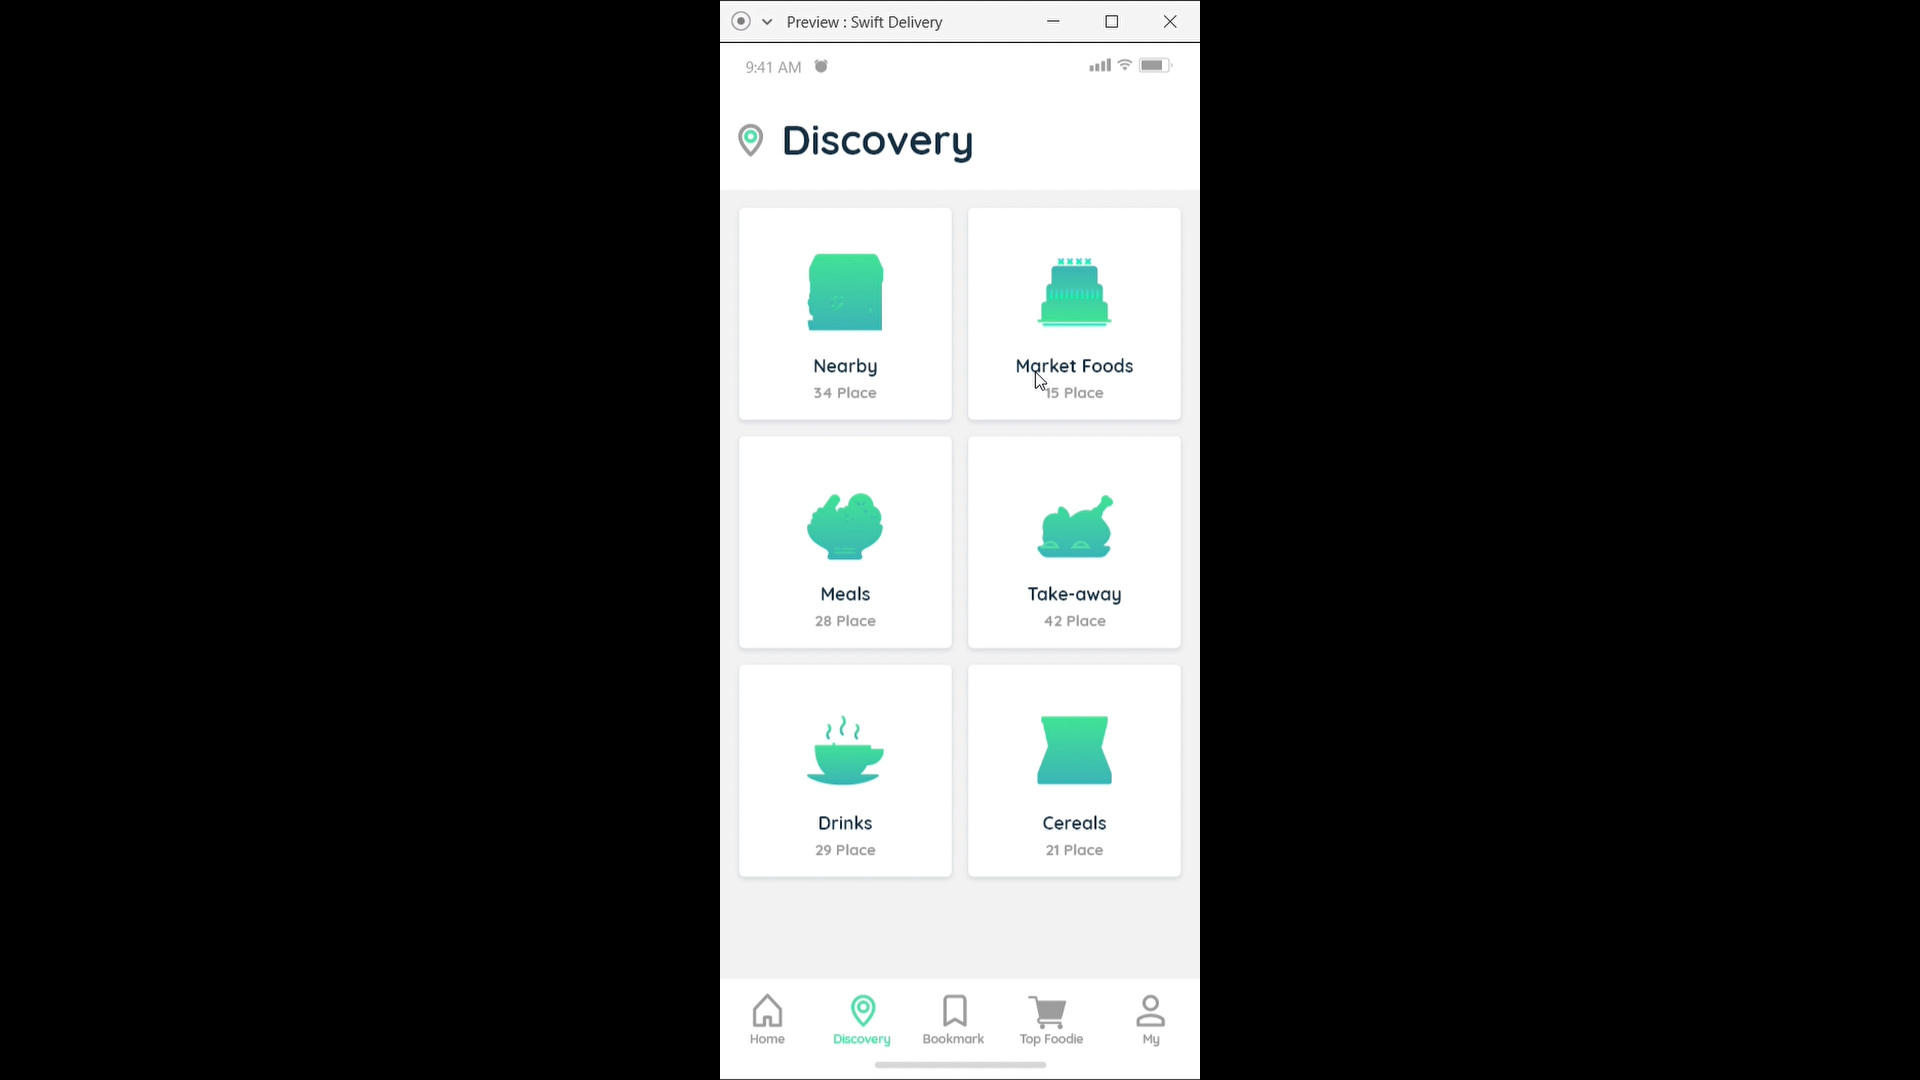 Preview : Swift Delivery
9:41 AM
Discovery
Nearby
34 Place
Market Foods
15 Place
Meals
28 Place
Take-away
42 Place
Drinks
29 Place
Cereals
21 Place
Home
Discovery
Bookmark
Top Foodie
My